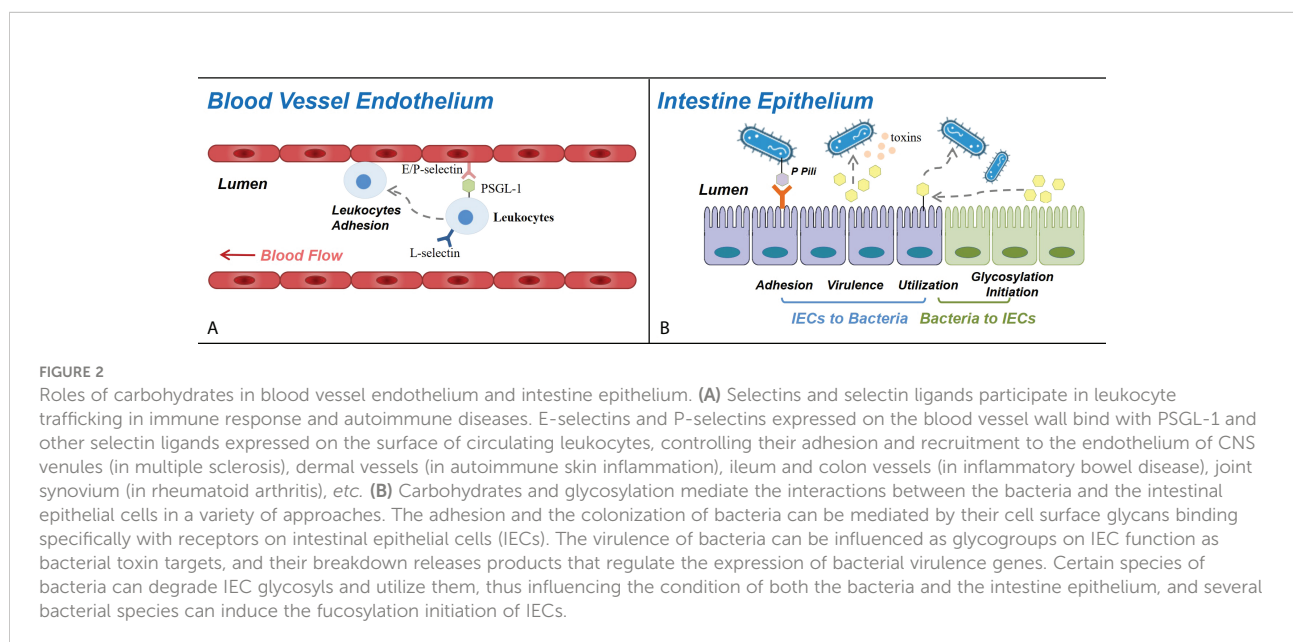 Blood Vessel Endothelium
E/P-selectin
Lumen
PSGL-1
Leukocytes
Adhesion
Leukocytes
L-selectin
Blood Flow
A
Intestine Epithelium
toxins
P Pili
Lumen
Adhesion Virulence Utilization Glycosylation
Initiation
IECs to Bacteria Bacteria to IECs
B
FIGURE 2
Roles of carbohydrates in blood vessel endothelium and intestine epithelium. (A) Selectins and selectin ligands participate in leukocyte
trafficking in immune response and autoimmune diseases. E-selectins and P-selectins expressed on the blood vessel wall bind with PSGL-1 and
other selectin ligands expressed on the surface of circulating leukocytes, controlling their adhesion and recruitment to the endothelium of CNS
venules (in multiple sclerosis), dermal vessels (in autoimmune skin inflammation), ileum and colon vessels (in inflammatory bowel disease), joint
synovium (in rheumatoid arthritis), etc. (B) Carbohydrates and glycosylation mediate the interactions between the bacteria and the intestinal
epithelial cells in a variety of approaches. The adhesion and the colonization of bacteria can be mediated by their cell surface glycans binding
specifically with receptors on intestinal epithelial cells (IECs). The virulence of bacteria can be influenced as glycogroups on IEC function as
bacterial toxin targets, and their breakdown releases products that regulate the expression of bacterial virulence genes. Certain species of
bacteria can degrade IEC glycosyls and utilize them, thus influencing the condition of both the bacteria and the intestine epithelium, and several
bacterial species can induce the fucosylation initiation of IECs.